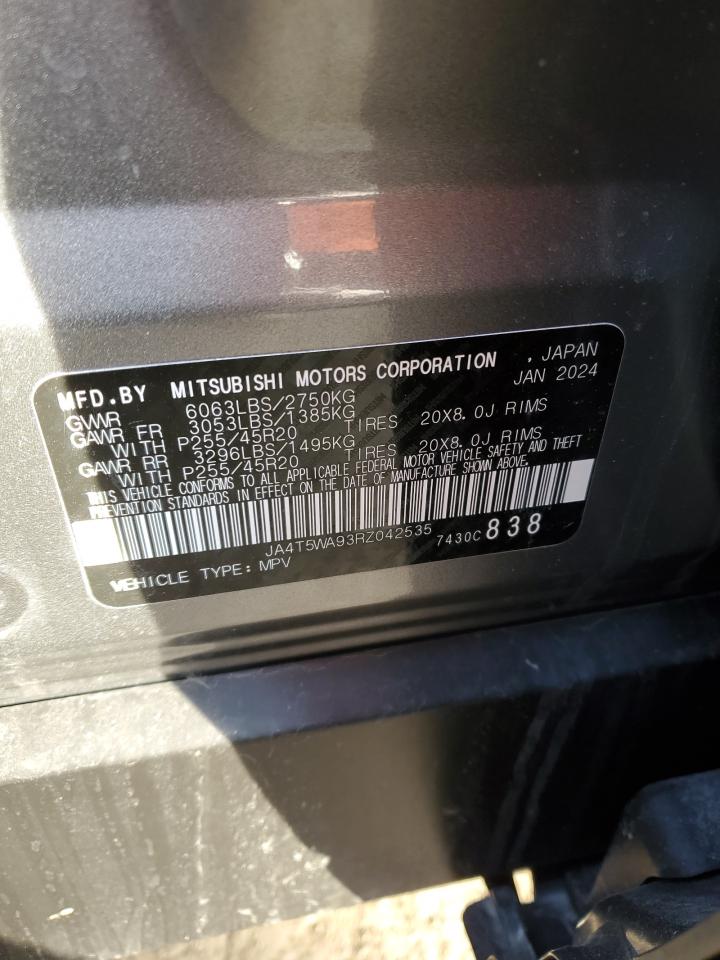 MFD.BY MITSUBISHI MOTORS CORPORATION , JAPAN
GVWR 6063LBS/2750KG JAN 2024
GAWR FR 3053LBS/1385KG
WITH P255/45R20 TIRES 20X8.0J RIMS
GAWR RR 3296LBS/1495KG
WITH P255/45R20 TIRES 20X8.0J RIMS
THIS VEHICLE CONFORMS TO ALL APPLICABLE FEDERAL MOTOR VEHICLE SAFETY AND THEFT
PREVENTION STANDARDS IN EFFECT ON THE DATE OF MANUFACTURE SHOWN ABOVE.
JA4T5WA93RZ042535 7430C 838
VEHICLE TYPE: MPV